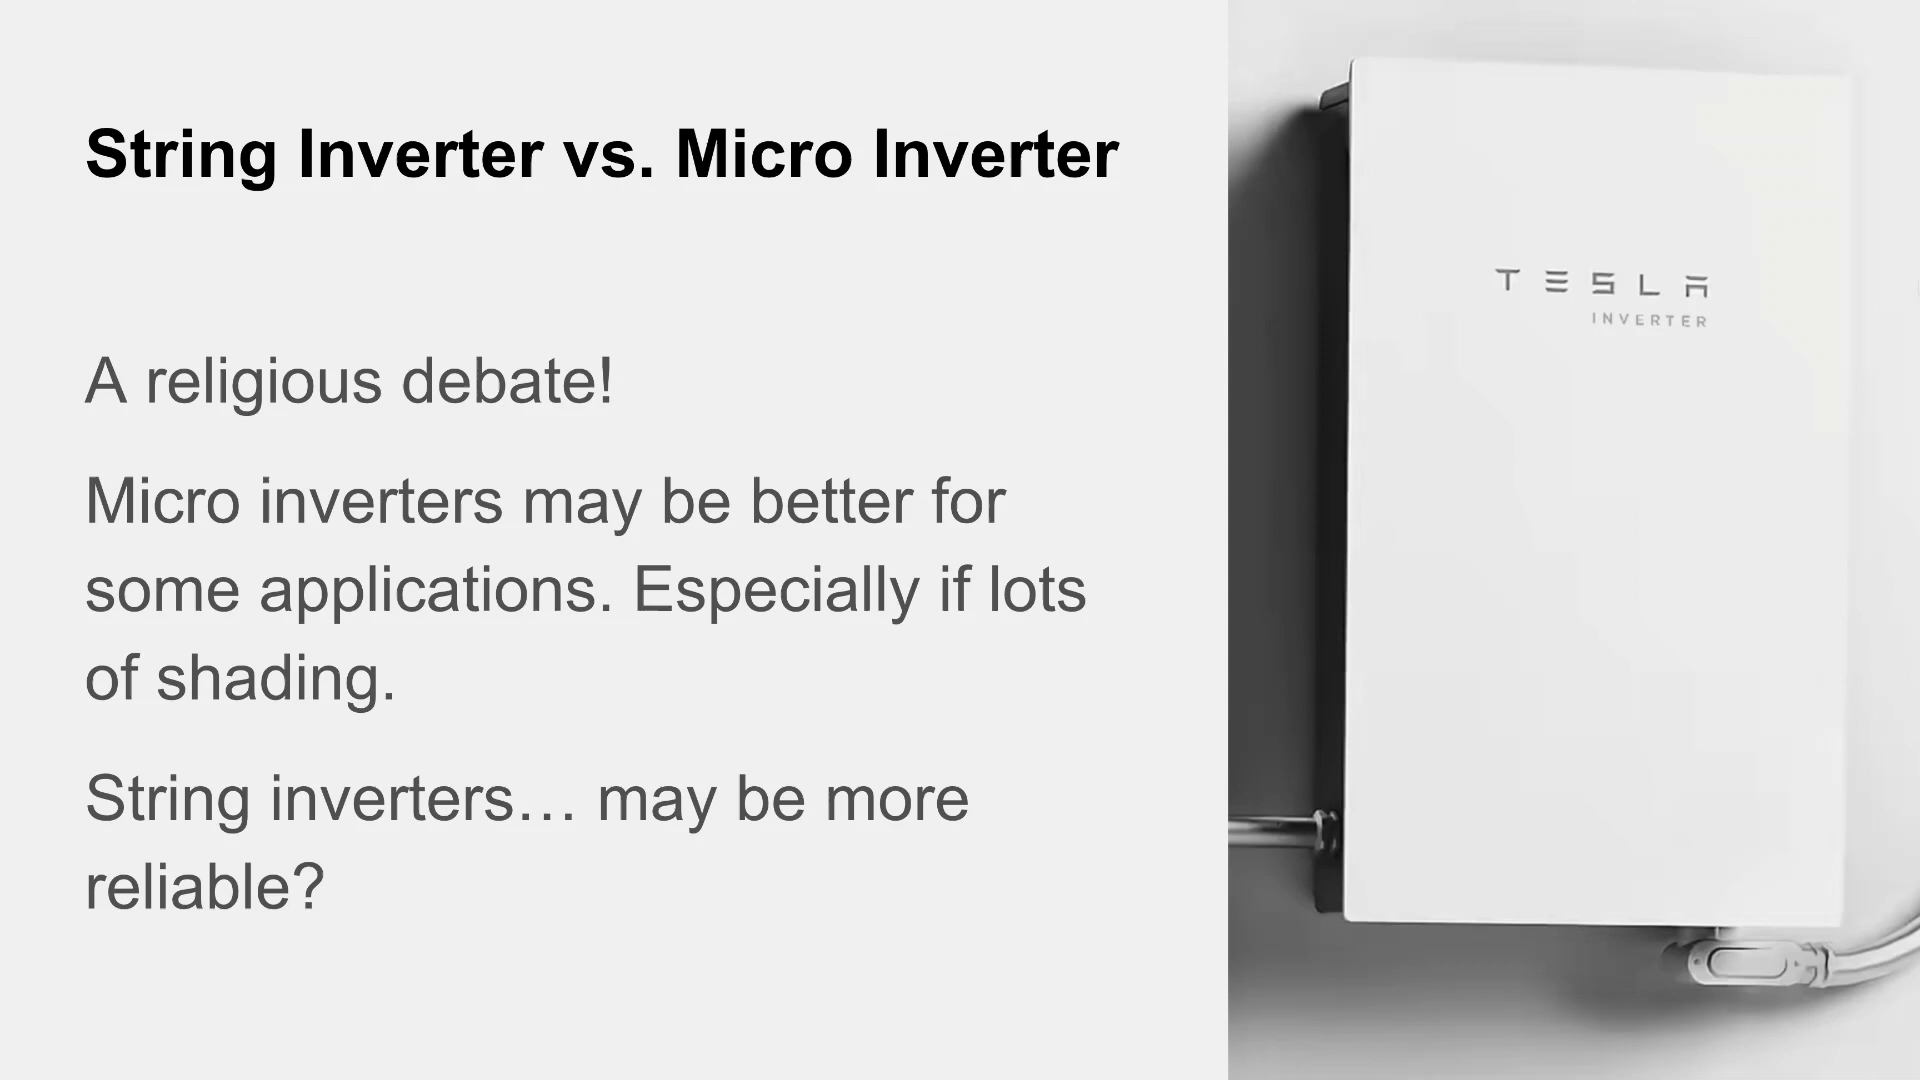 String Inverter vs. Micro Inverter
A religious debate!
Micro inverters may be better for
some applications. Especially if lots
of shading.
String inverters… may be more
reliable?
TESLA
INVERTER